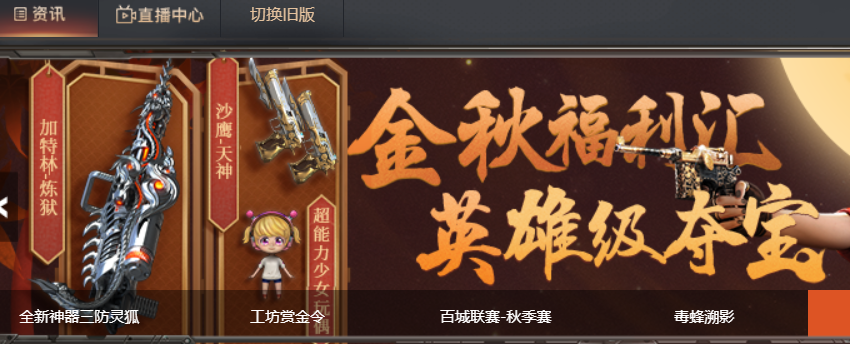 资讯
直播中心
切换旧版
加特林-炼狱
沙鹰-天神
超能力少女玩偶
金秋福利汇
英雄级夺宝
全新神器三防灵狐
工坊赏金令
百城联赛-秋季赛
毒蜂溯影